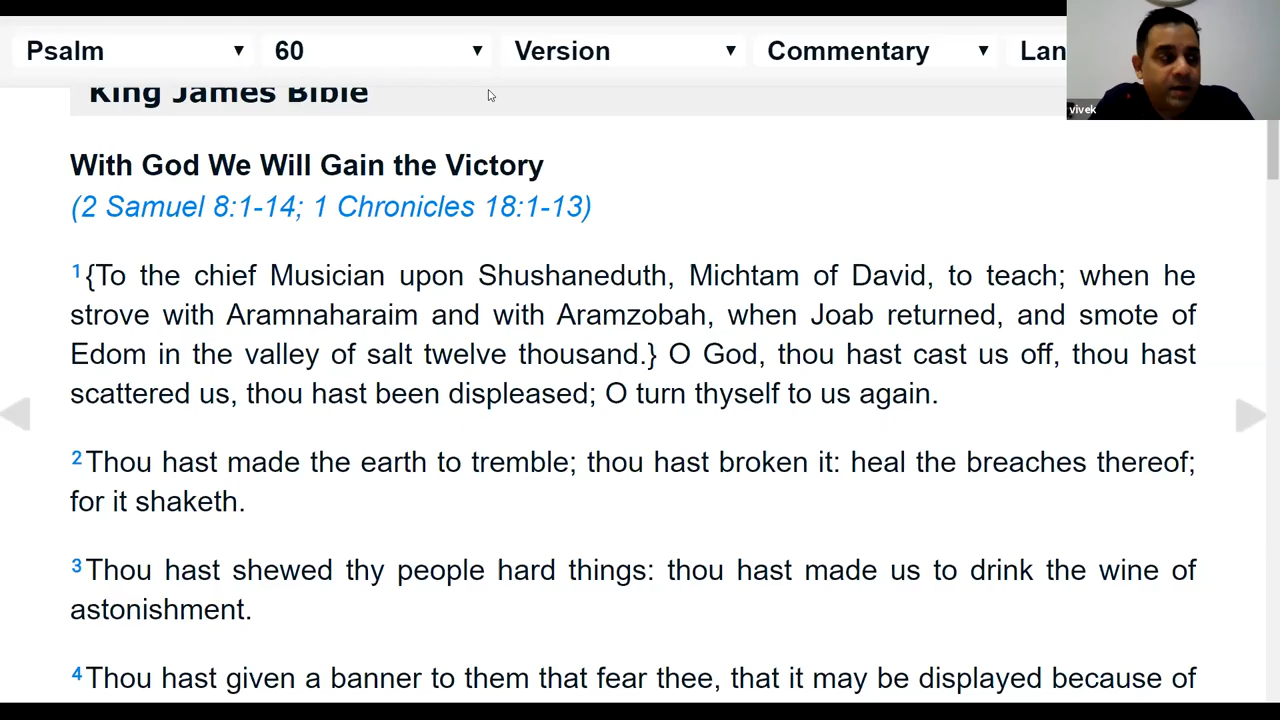 Psalm ▼ 60 ▼ Version ▼ Commentary ▼ Lan
vivek
King James Bible
With God We Will Gain the Victory
(2 Samuel 8:1-14; 1 Chronicles 18:1-13)
1 {To the chief Musician upon Shushaneduth, Michtam of David, to teach; when he
strove with Aramnaharaim and with Aramzobah, when Joab returned, and smote of
Edom in the valley of salt twelve thousand.} O God, thou hast cast us off, thou hast
scattered us, thou hast been displeased; O turn thyself to us again.
2 Thou hast made the earth to tremble; thou hast broken it: heal the breaches thereof;
for it shaketh.
3 Thou hast shewed thy people hard things: thou hast made us to drink the wine of
astonishment.
4 Thou hast given a banner to them that fear thee, that it may be displayed because of